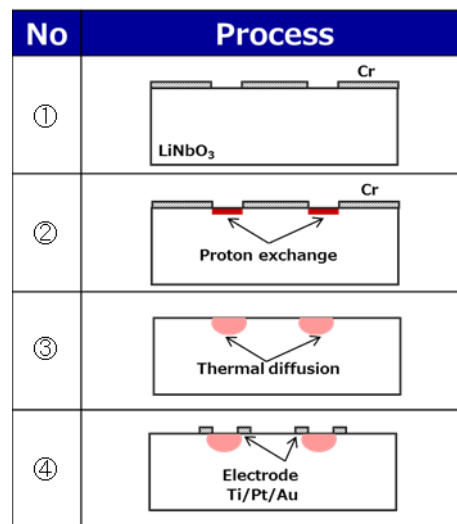 No Process
①
Cr
LiNbO₃
②
Cr
Proton exchange
③
Thermal diffusion
④
Electrode
Ti/Pt/Au